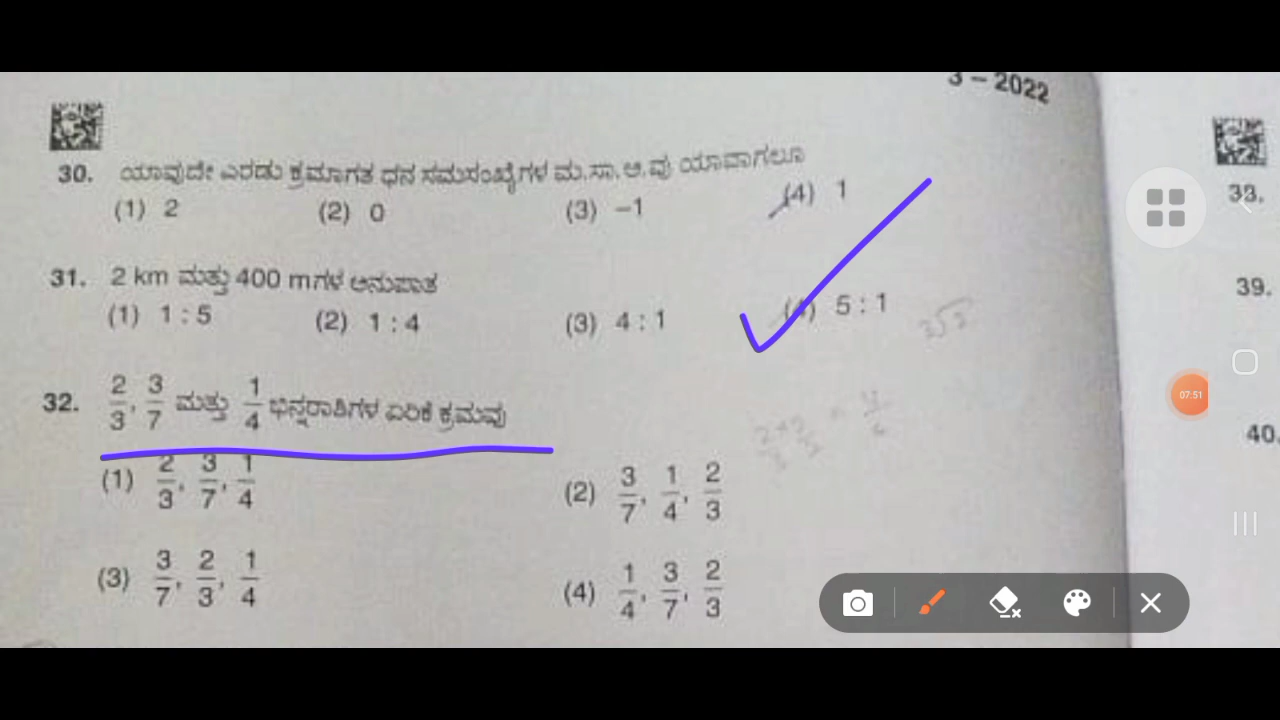 3 – 2022
30. ಯಾವುದೇ ಎರಡು ಕ್ರಮಾಗತ ಧನ ಸಮಸಂಖ್ಯೆಗಳ ಮ.ಸಾ.ಅ.ವು ಯಾವಾಗಲೂ
(1) 2 (2) 0 (3) –1 (4) 1
31. 2 km ಮತ್ತು 400 mಗಳ ಅನುಪಾತ
(1) 1 : 5 (2) 1 : 4 (3) 4 : 1 (4) 5 : 1
32. 2/3, 3/7 ಮತ್ತು 1/4 ಭಿನ್ನರಾಶಿಗಳ ಏರಿಕೆ ಕ್ರಮವು
(1) 2/3, 3/7, 1/4 (2) 3/7, 1/4, 2/3
(3) 3/7, 2/3, 1/4 (4) 1/4, 3/7, 2/3
39.
40.
07:51